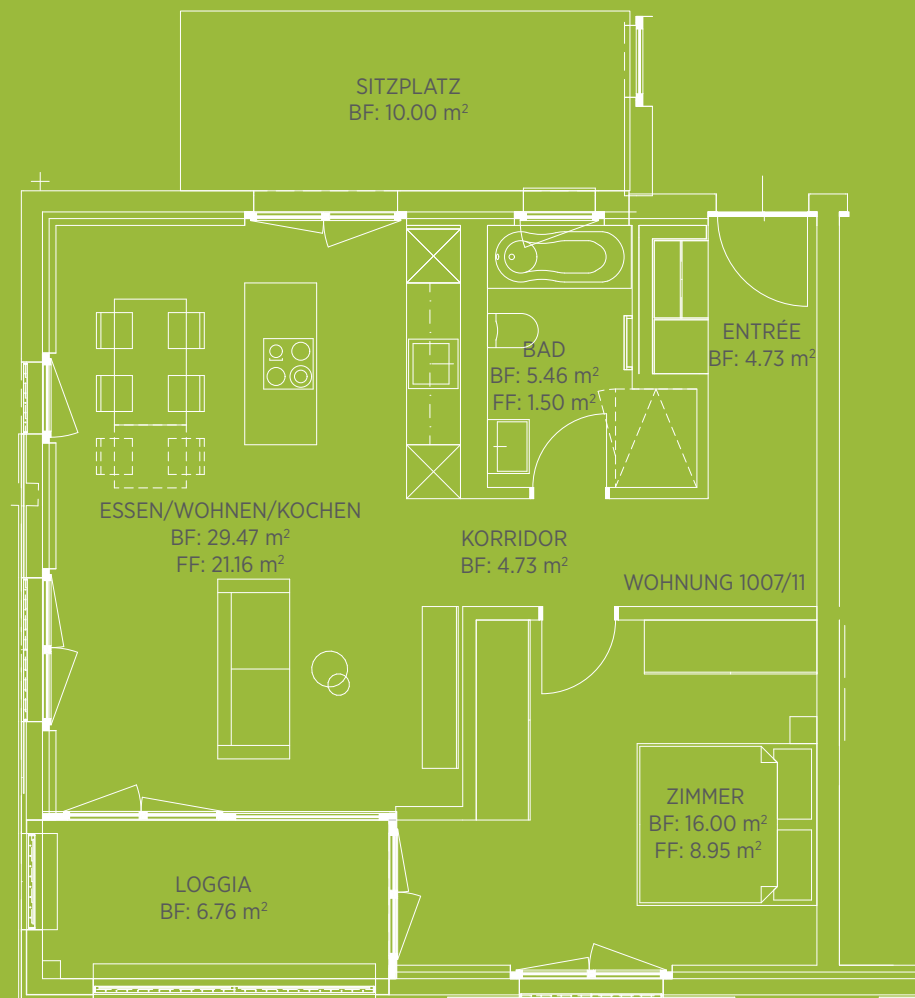 SITZPLATZ
BF: 10.00 m²
ENTRÉE
BF: 4.73 m²
BAD
BF: 5.46 m²
FF: 1.50 m²
ESSEN/WOHNEN/KOCHEN
BF: 29.47 m²
FF: 21.16 m²
KORRIDOR
BF: 4.73 m²
WOHNUNG 1007/11
ZIMMER
BF: 16.00 m²
FF: 8.95 m²
LOGGIA
BF: 6.76 m²